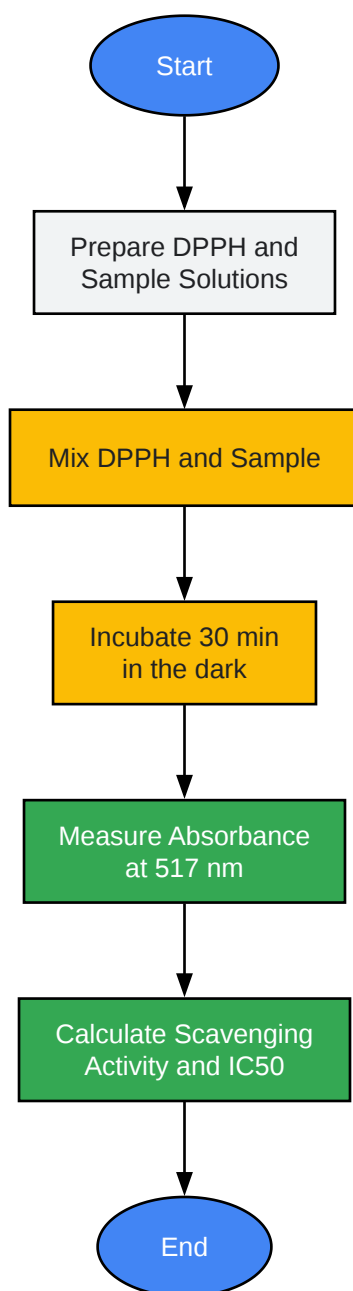 Start
Prepare DPPH and
Sample Solutions
Mix DPPH and Sample
Incubate 30 min
in the dark
Measure Absorbance
at 517 nm
Calculate Scavenging
Activity and IC50
End